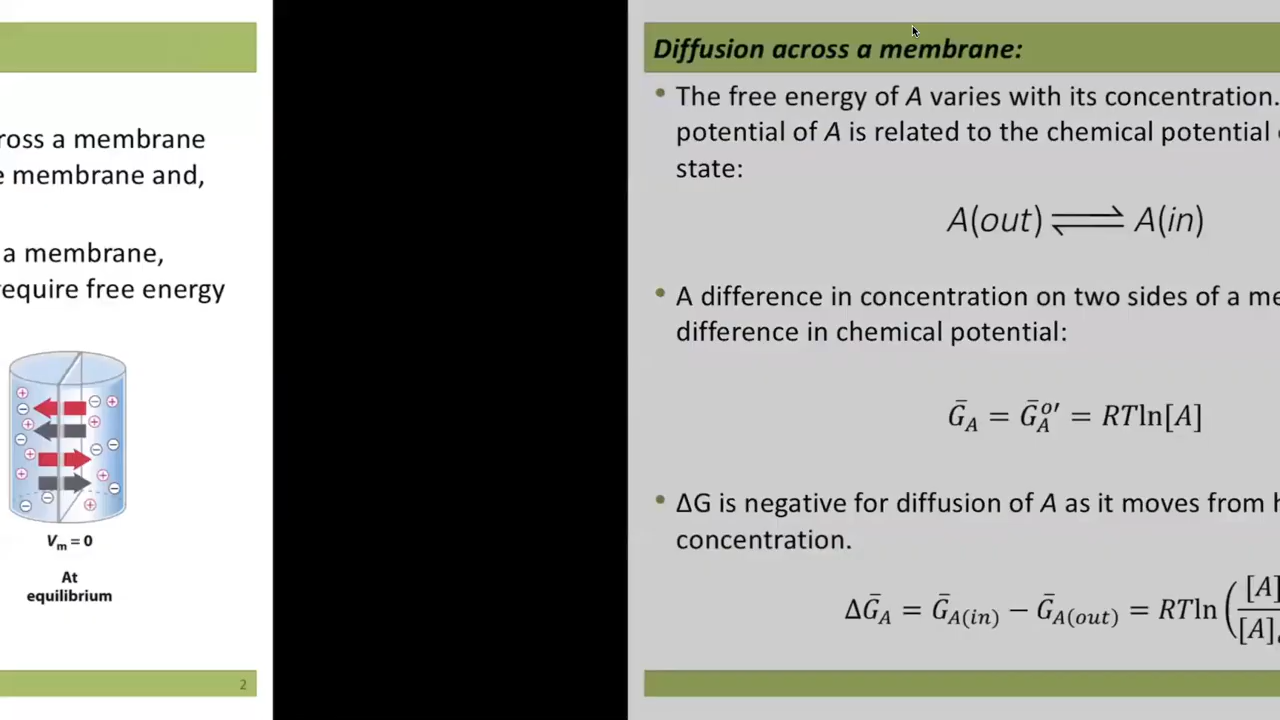 ross a membrane
e membrane and,
a membrane,
require free energy
Vm = 0
At
equilibrium
2
Diffusion across a membrane:
• The free energy of A varies with its concentration.
potential of A is related to the chemical potential
state:
A(out) ⇌ A(in)
• A difference in concentration on two sides of a me
difference in chemical potential:
Ḡ_A = Ḡ_A^o′ = RTln[A]
• ΔG is negative for diffusion of A as it moves from h
concentration.
ΔḠ_A = Ḡ_A(in) − Ḡ_A(out) = RTln([A]/[A]